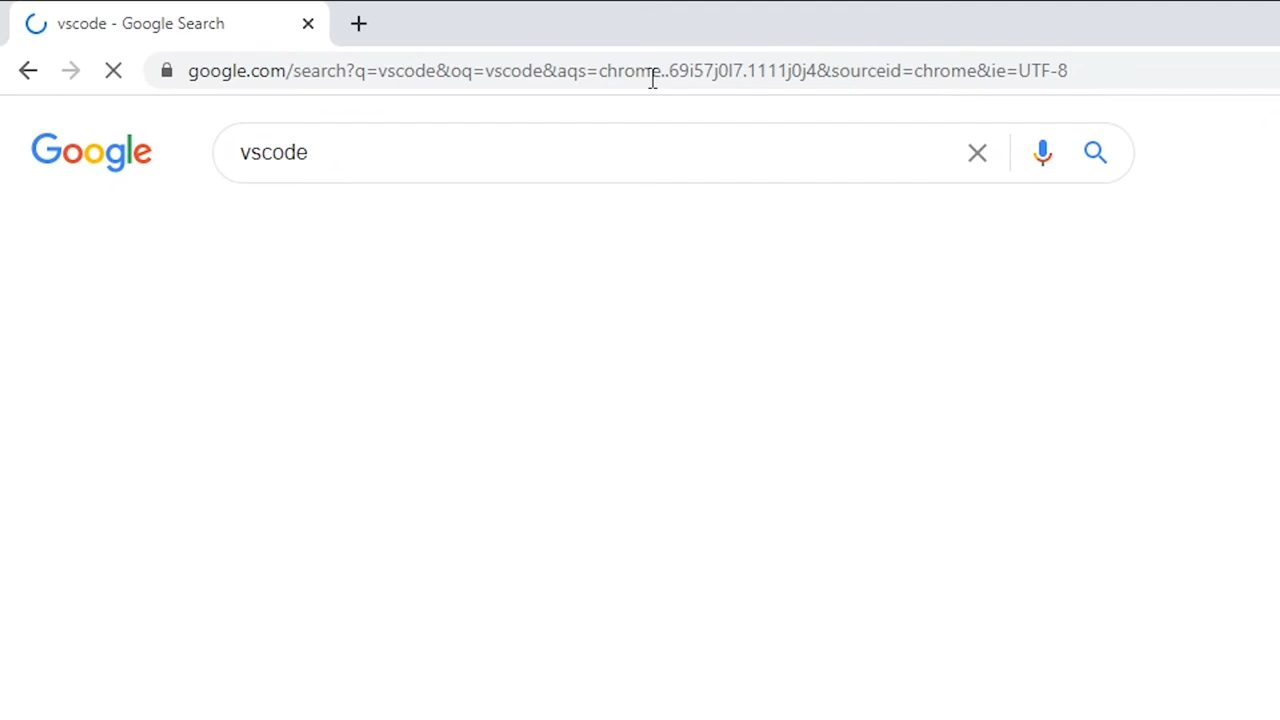 vscode - Google Search
google.com/search?q=vscode&oq=vscode&aqs=chrome..69i57j0l7.1111j0j4&sourceid=chrome&ie=UTF-8
Google
vscode